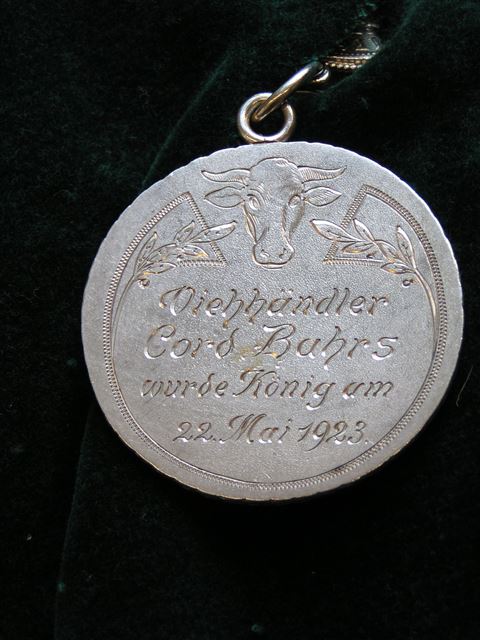 Viehhändler
Cord Bahrs
wurde König am
22. Mai 1923.